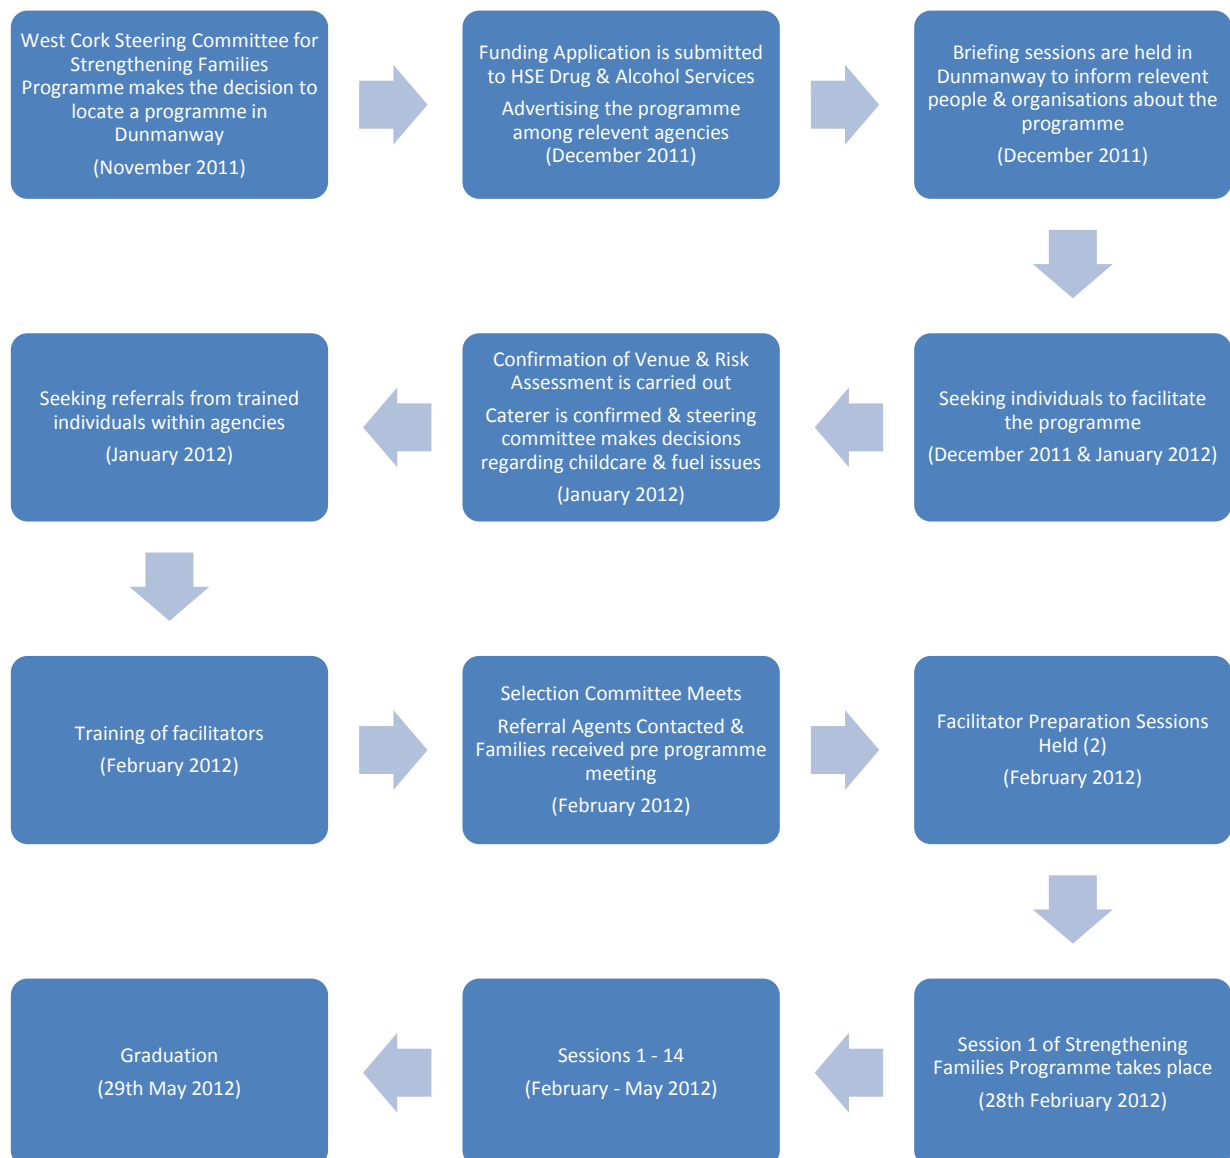 West Cork Steering Committee for
Strengthening Families
Programme makes the decision to
locate a programme in
Dunmanway
(November 2011)
Funding Application is submitted
to HSE Drug & Alcohol Services
Advertising the programme
among relevent agencies
(December 2011)
Briefing sessions are held in
Dunmanway to inform relevent
people & organisations about the
programme
(December 2011)
Seeking individuals to facilitate
the programme
(December 2011 & January 2012)
Confirmation of Venue & Risk
Assessment is carried out
Caterer is confirmed & steering
committee makes decisions
regarding childcare & fuel issues
(January 2012)
Seeking referrals from trained
individuals within agencies
(January 2012)
Training of facilitators
(February 2012)
Selection Committee Meets
Referral Agents Contacted &
Families received pre programme
meeting
(February 2012)
Facilitator Preparation Sessions
Held (2)
(February 2012)
Session 1 of Strengthening
Families Programme takes place
(28th Febriuary 2012)
Sessions 1 - 14
(February - May 2012)
Graduation
(29th May 2012)